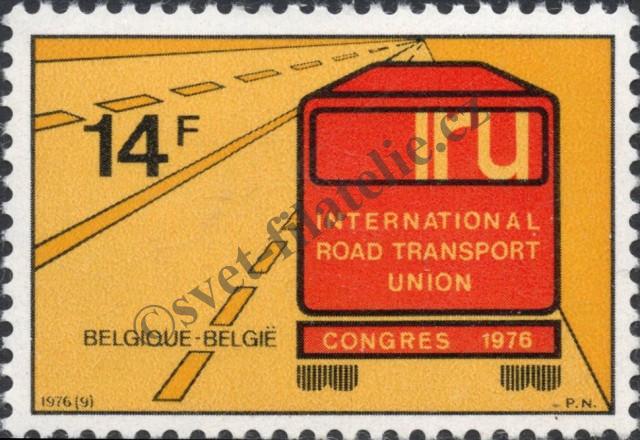 14F
iru
INTERNATIONAL
ROAD TRANSPORT
UNION
BELGIQUE-BELGIË
CONGRES 1976
1976 (9)
P.N.
©svet-filatelie.cz